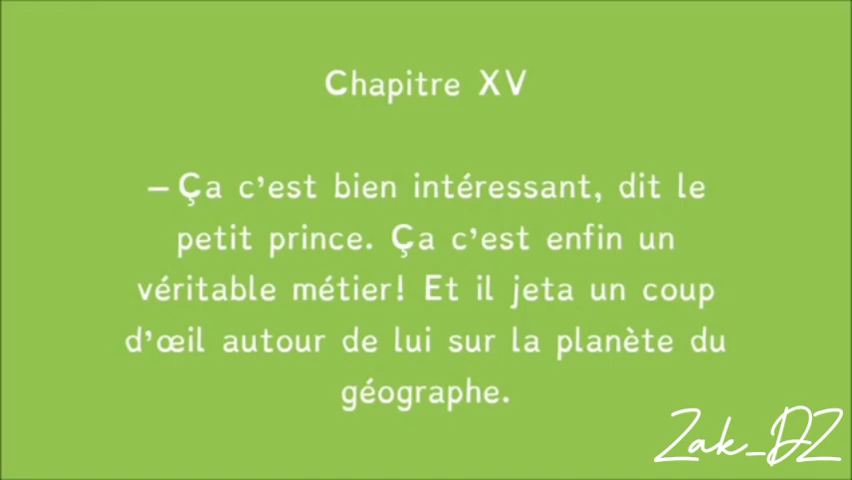 Chapitre XV
– Ça c'est bien intéressant, dit le
petit prince. Ça c'est enfin un
véritable métier! Et il jeta un coup
d'œil autour de lui sur la planète du
géographe.
Zak_DZ